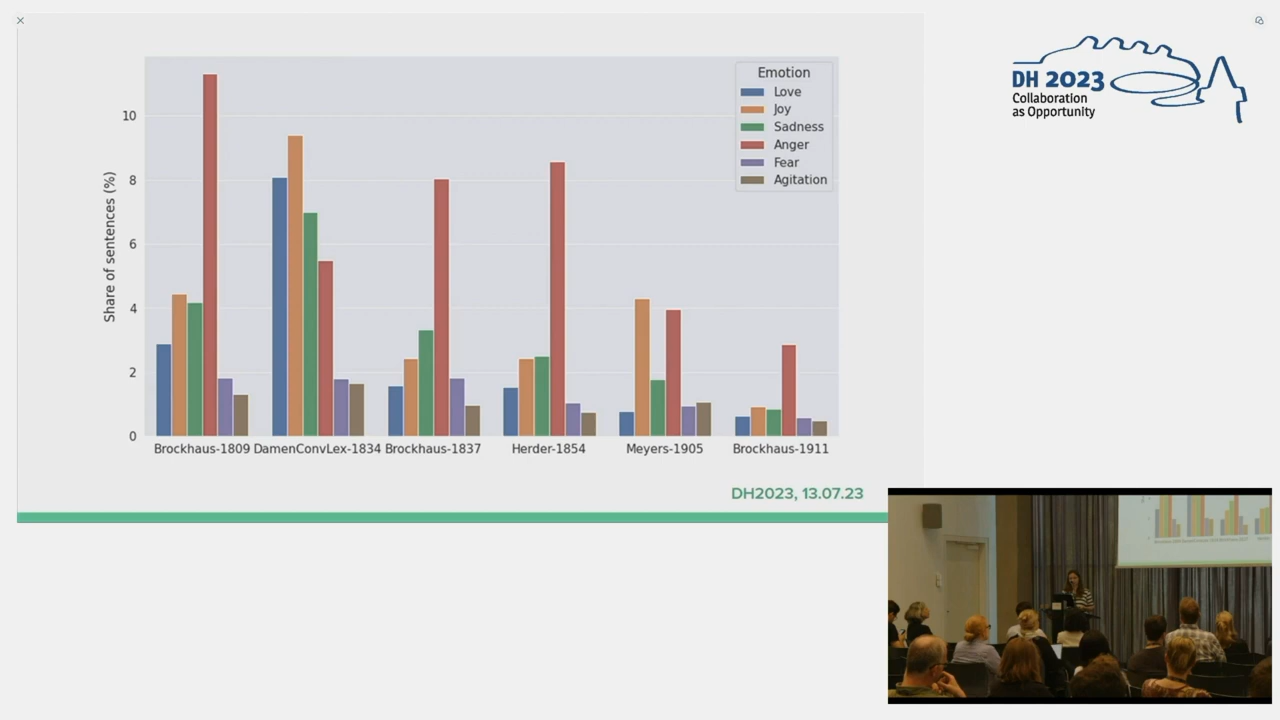 Emotion
Love
Joy
Sadness
Anger
Fear
Agitation
Share of sentences (%)
10
8
6
4
2
0
Brockhaus-1809 DamenConvLex-1834 Brockhaus-1837 Herder-1854 Meyers-1905 Brockhaus-1911
DH2023, 13.07.23
DH 2023
Collaboration
as Opportunity